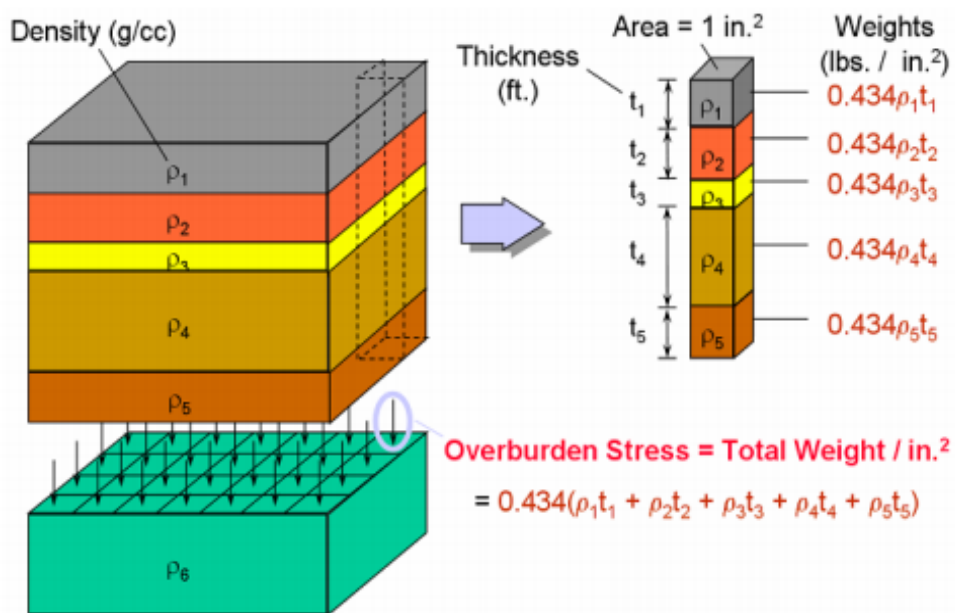 Density (g/cc)
ρ₁
ρ₂
ρ₃
ρ₄
ρ₅
ρ₆
Thickness
(ft.)
Area = 1 in.²
Weights
(lbs. / in.²)
t₁
ρ₁
0.434ρ₁t₁
t₂
ρ₂
0.434ρ₂t₂
t₃
ρ₃
0.434ρ₃t₃
t₄
ρ₄
0.434ρ₄t₄
t₅
ρ₅
0.434ρ₅t₅
Overburden Stress = Total Weight / in.²
= 0.434(ρ₁t₁ + ρ₂t₂ + ρ₃t₃ + ρ₄t₄ + ρ₅t₅)